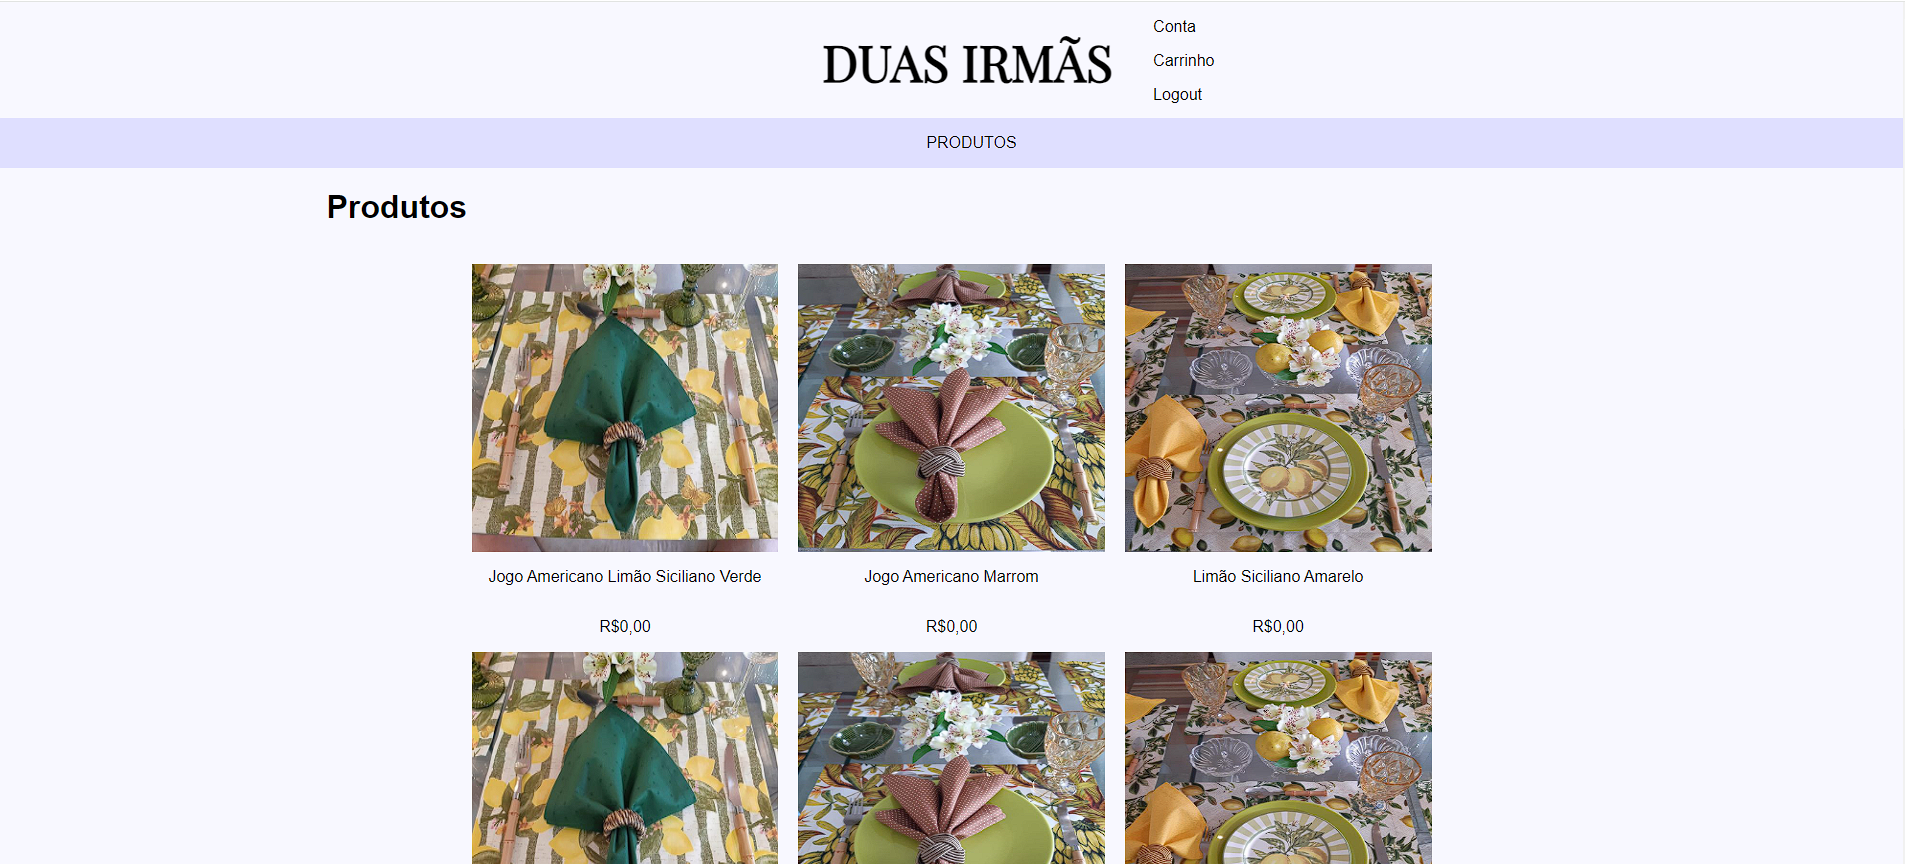 DUAS IRMÃS
Conta
Carrinho
Logout
PRODUTOS
Produtos
Jogo Americano Limão Siciliano Verde
R$0,00
Jogo Americano Marrom
R$0,00
Limão Siciliano Amarelo
R$0,00